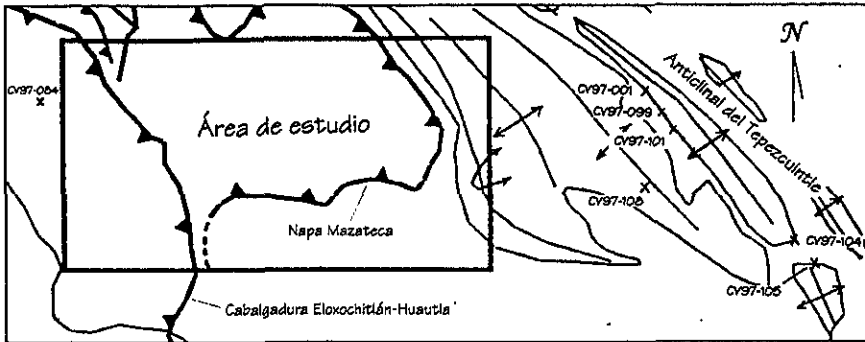 N
CV97-084
Área de estudio
CV97-001
CV97-099
CV97-101
Anticlinal del Tepezcuintle
CV97-108
Napa Mazateca
CV97-104
CV97-105
Cabalgadura Eloxochitlán-Huautla